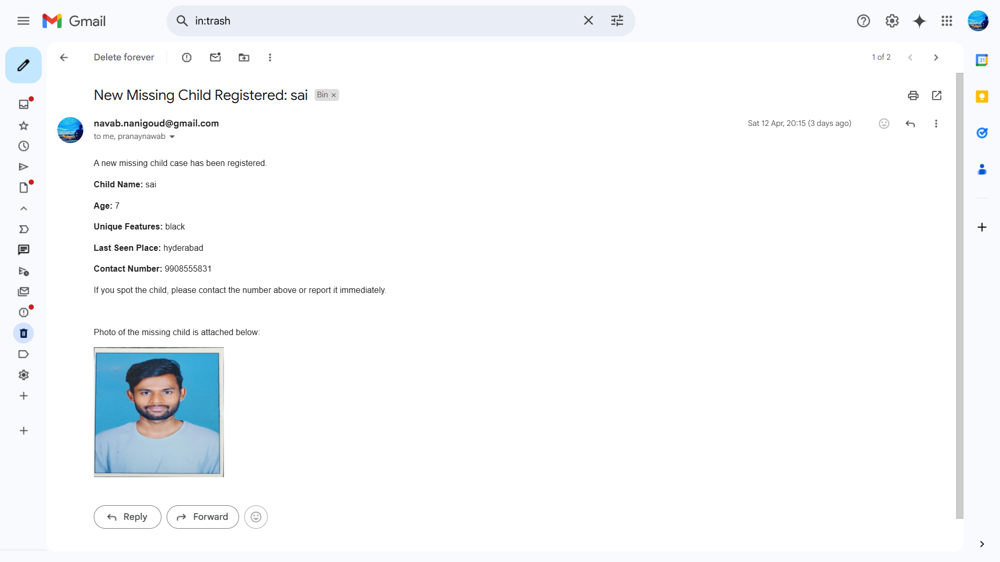 Gmail
in:trash
Delete forever
1 of 2
New Missing Child Registered: sai
Bin ×
navab.nanigoud@gmail.com
Sat 12 Apr, 20:15 (3 days ago)
to me, pranaynawab
A new missing child case has been registered.
Child Name: sai
Age: 7
Unique Features: black
Last Seen Place: hyderabad
Contact Number: 9908555831
If you spot the child, please contact the number above or report it immediately.
Photo of the missing child is attached below:
Reply
Forward
31